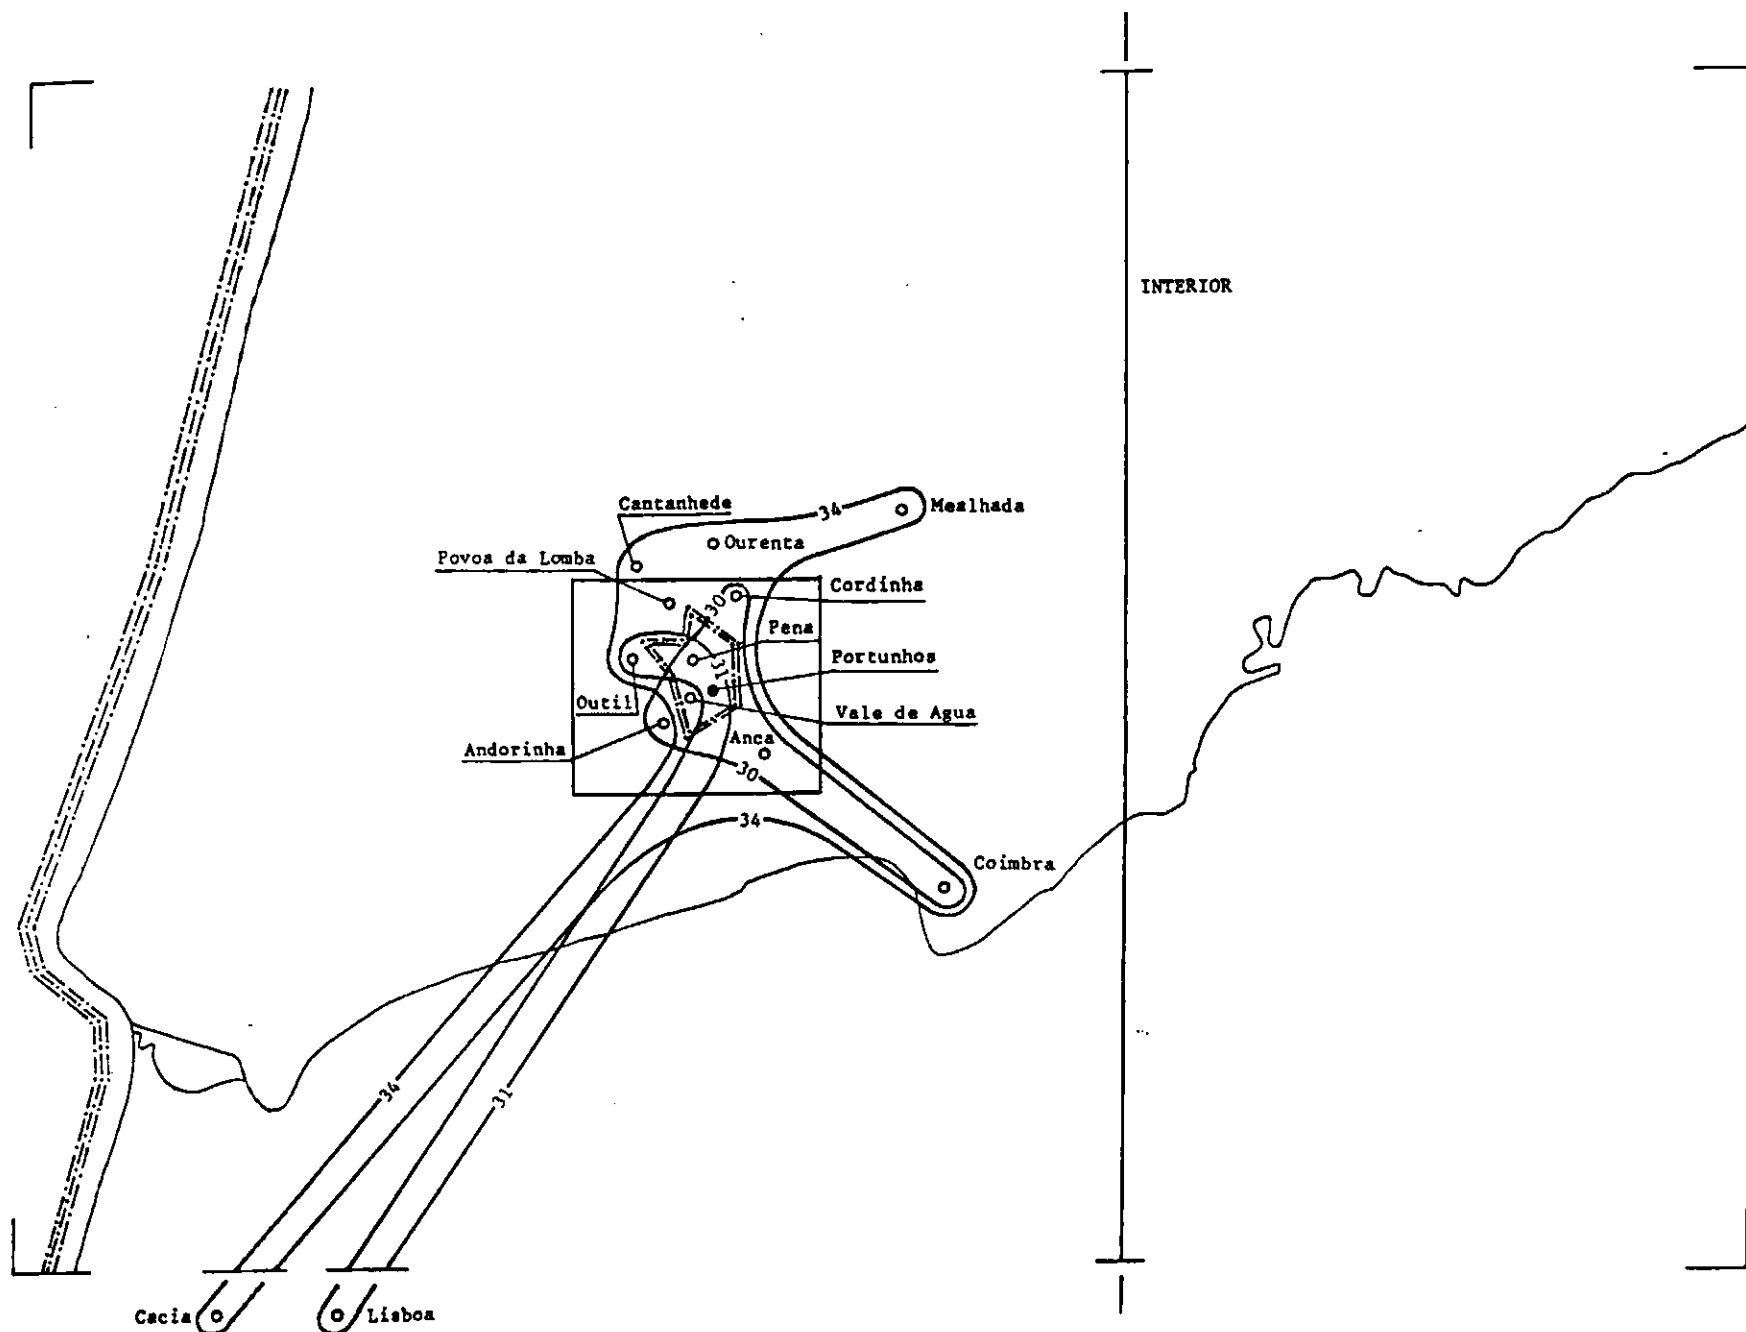 INTERIOR
Cantanhede
34
Mealhada
Ourenta
Povoa da Lomba
Cordinha
30
Pena
31
Portunhos
Outil
Vale de Agua
Anca
Andorinha
30
34
Coimbra
34
31
Cacia
Lisboa